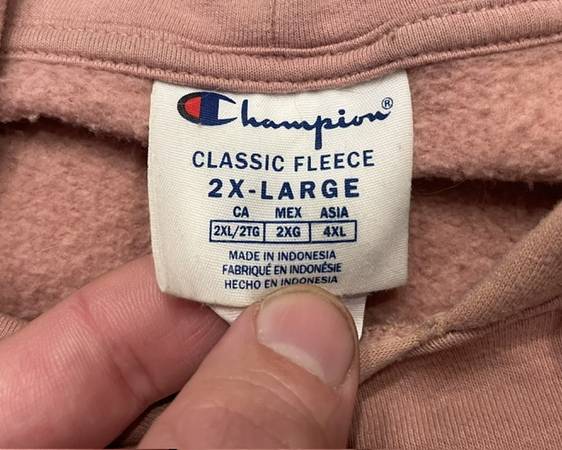 Champion®
CLASSIC FLEECE
2X-LARGE
CA MEX ASIA
2XL/2TG 2XG 4XL
MADE IN INDONESIA
FABRIQUÉ EN INDONÉSIE
HECHO EN INDONESIA